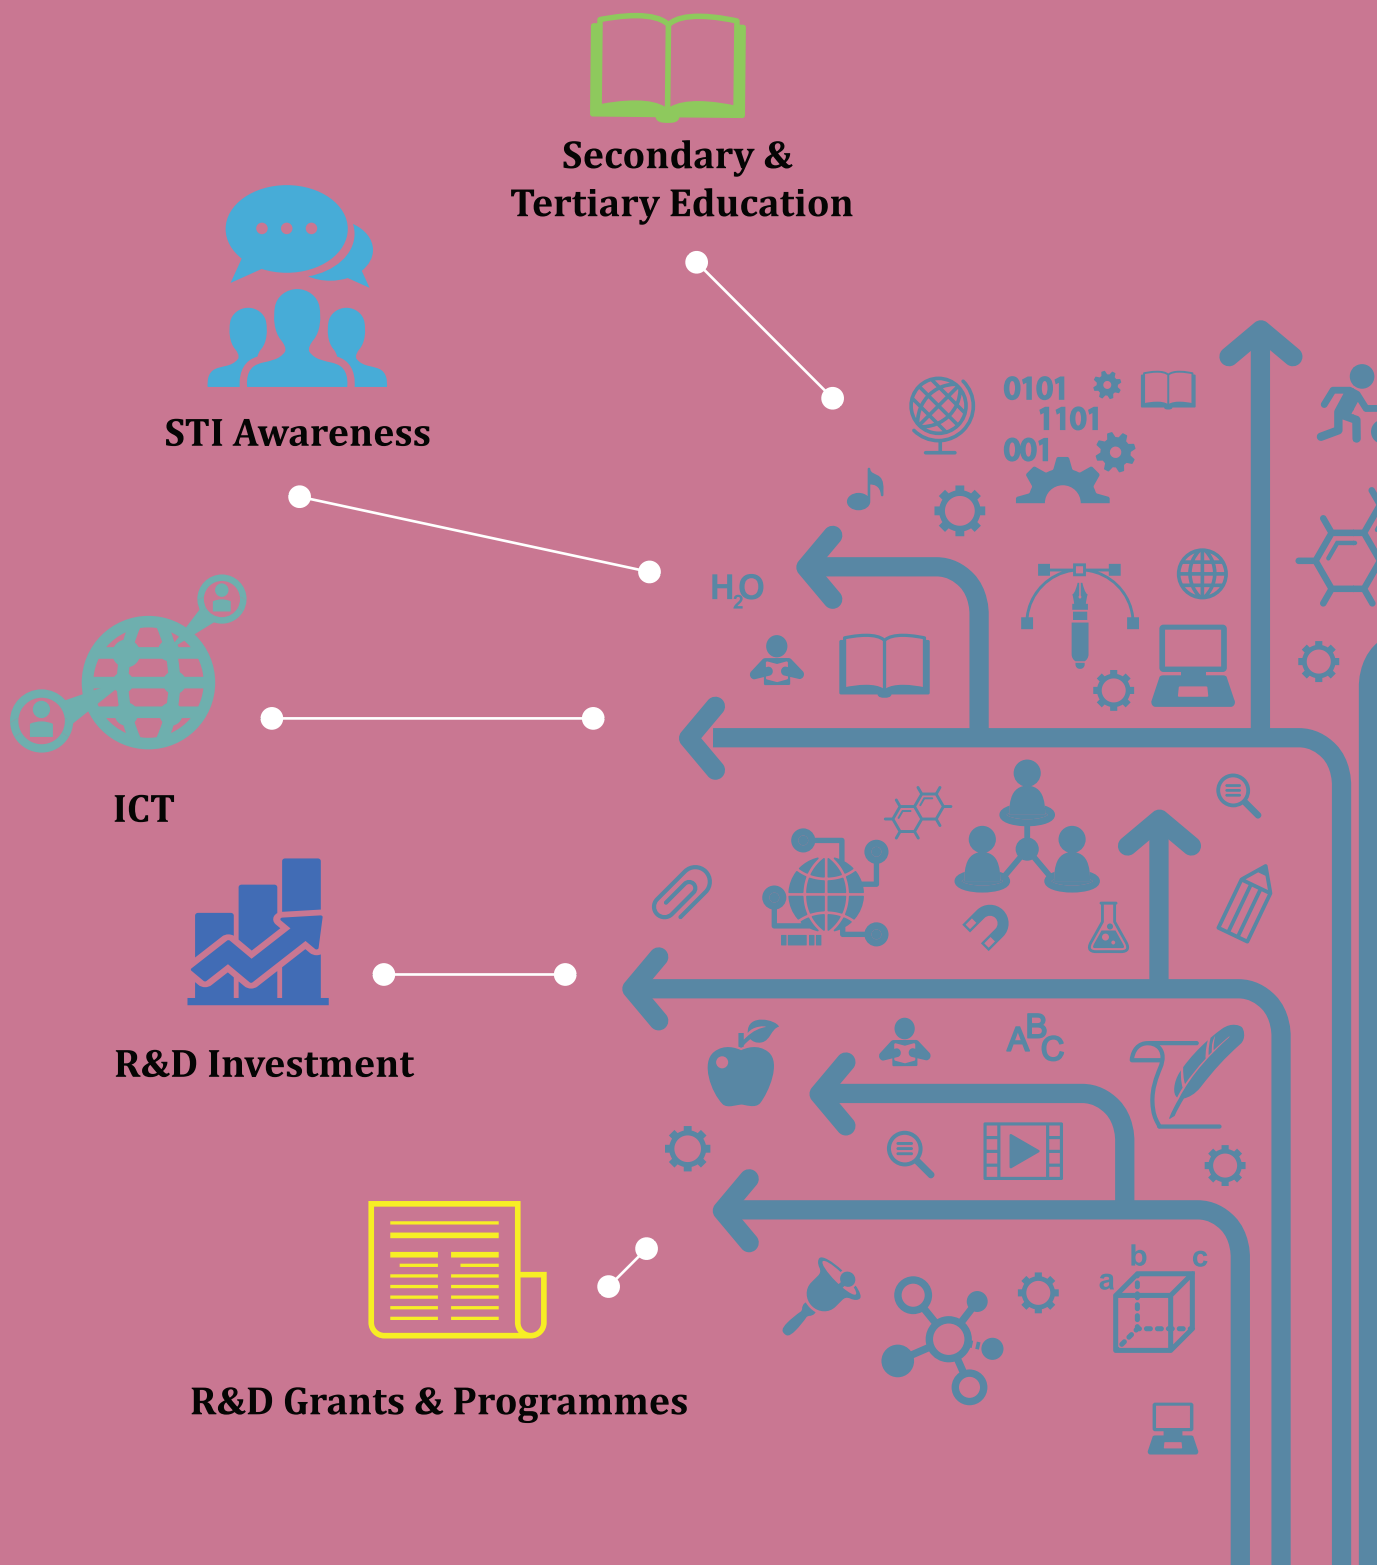 Secondary &
Tertiary Education
STI Awareness
0101
1101
001
H2O
ICT
R&D Investment
ABC
R&D Grants & Programmes
b
c
a